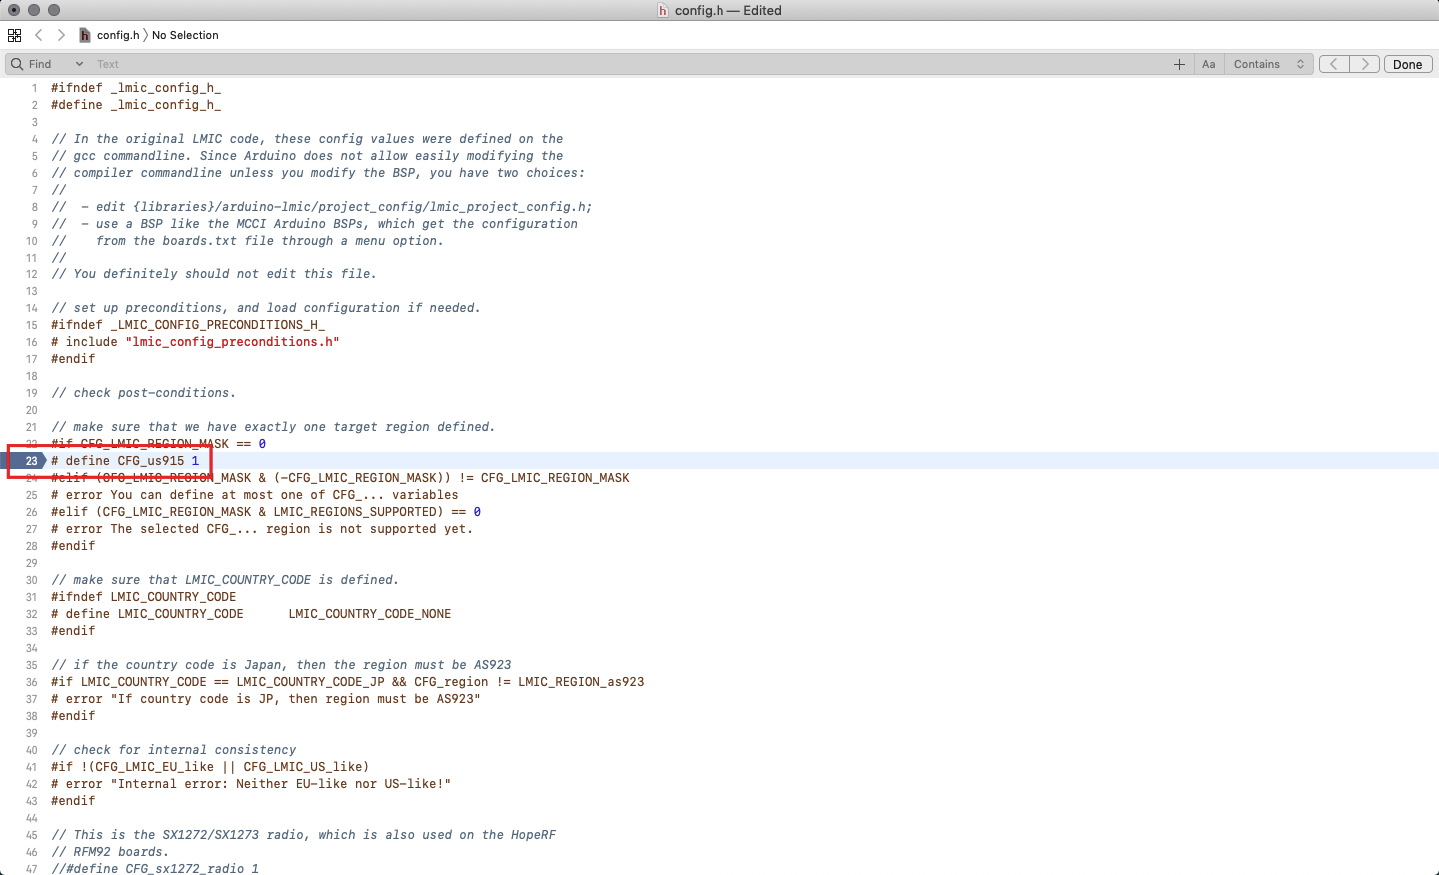 config.h — Edited
config.h 〉 No Selection
Find Text + Aa Contains Done
1 #ifndef _lmic_config_h_
2 #define _lmic_config_h_
3
4 // In the original LMIC code, these config values were defined on the
5 // gcc commandline. Since Arduino does not allow easily modifying the
6 // compiler commandline unless you modify the BSP, you have two choices:
7 //
8 //  - edit {libraries}/arduino-lmic/project_config/lmic_project_config.h;
9 //  - use a BSP like the MCCI Arduino BSPs, which get the configuration
10 //    from the boards.txt file through a menu option.
11 //
12 // You definitely should not edit this file.
13
14 // set up preconditions, and load configuration if needed.
15 #ifndef _LMIC_CONFIG_PRECONDITIONS_H_
16 # include "lmic_config_preconditions.h"
17 #endif
18
19 // check post-conditions.
20
21 // make sure that we have exactly one target region defined.
22 #if CFG_LMIC_REGION_MASK == 0
23 # define CFG_us915 1
24 #elif (CFG_LMIC_REGION_MASK & (-CFG_LMIC_REGION_MASK)) != CFG_LMIC_REGION_MASK
25 # error You can define at most one of CFG_... variables
26 #elif (CFG_LMIC_REGION_MASK & LMIC_REGIONS_SUPPORTED) == 0
27 # error The selected CFG_... region is not supported yet.
28 #endif
29
30 // make sure that LMIC_COUNTRY_CODE is defined.
31 #ifndef LMIC_COUNTRY_CODE
32 # define LMIC_COUNTRY_CODE      LMIC_COUNTRY_CODE_NONE
33 #endif
34
35 // if the country code is Japan, then the region must be AS923
36 #if LMIC_COUNTRY_CODE == LMIC_COUNTRY_CODE_JP && CFG_region != LMIC_REGION_as923
37 # error "If country code is JP, then region must be AS923"
38 #endif
39
40 // check for internal consistency
41 #if !(CFG_LMIC_EU_like || CFG_LMIC_US_like)
42 # error "Internal error: Neither EU-like nor US-like!"
43 #endif
44
45 // This is the SX1272/SX1273 radio, which is also used on the HopeRF
46 // RFM92 boards.
47 //#define CFG_sx1272_radio 1